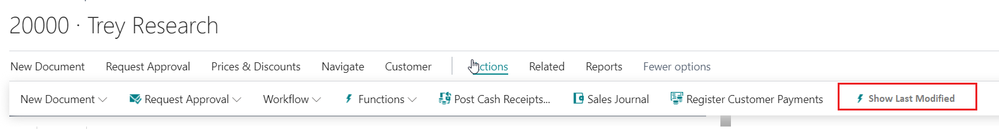 20000 · Trey Research
New Document Request Approval Prices & Discounts Navigate Customer ctions Related Reports Fewer options
New Document Request Approval Workflow Functions Post Cash Receipts... Sales Journal Register Customer Payments Show Last Modified